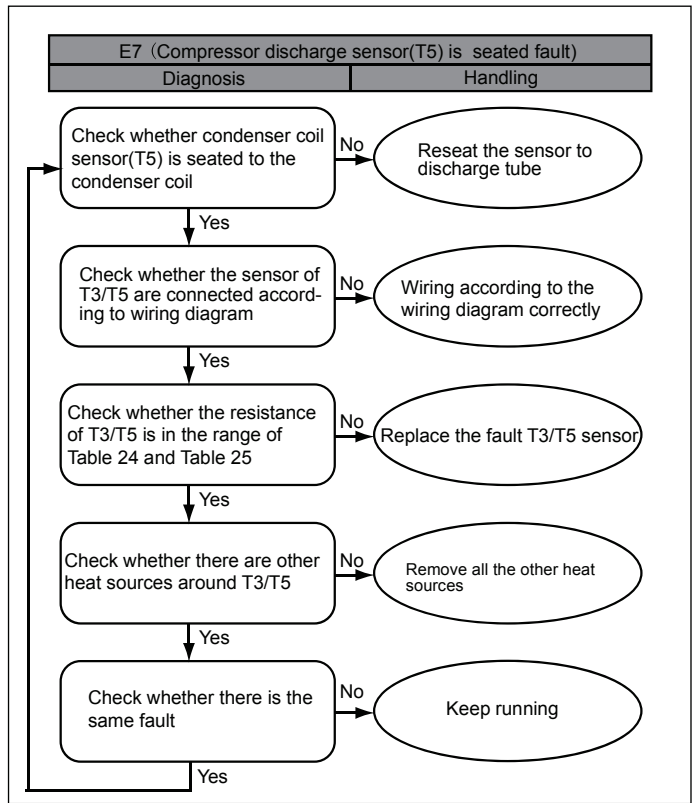 E7 （Compressor discharge sensor(T5) is seated fault)
Diagnosis
Handling
Check whether condenser coil
sensor(T5) is seated to the
condenser coil
No
Reseat the sensor to
discharge tube
Yes
Check whether the sensor of
T3/T5 are connected accord-
ing to wiring diagram
No
Wiring according to the
wiring diagram correctly
Yes
Check whether the resistance
of T3/T5 is in the range of
Table 24 and Table 25
No
Replace the fault T3/T5 sensor
Yes
Check whether there are other
heat sources around T3/T5
No
Remove all the other heat
sources
Yes
Check whether there is the
same fault
No
Keep running
Yes